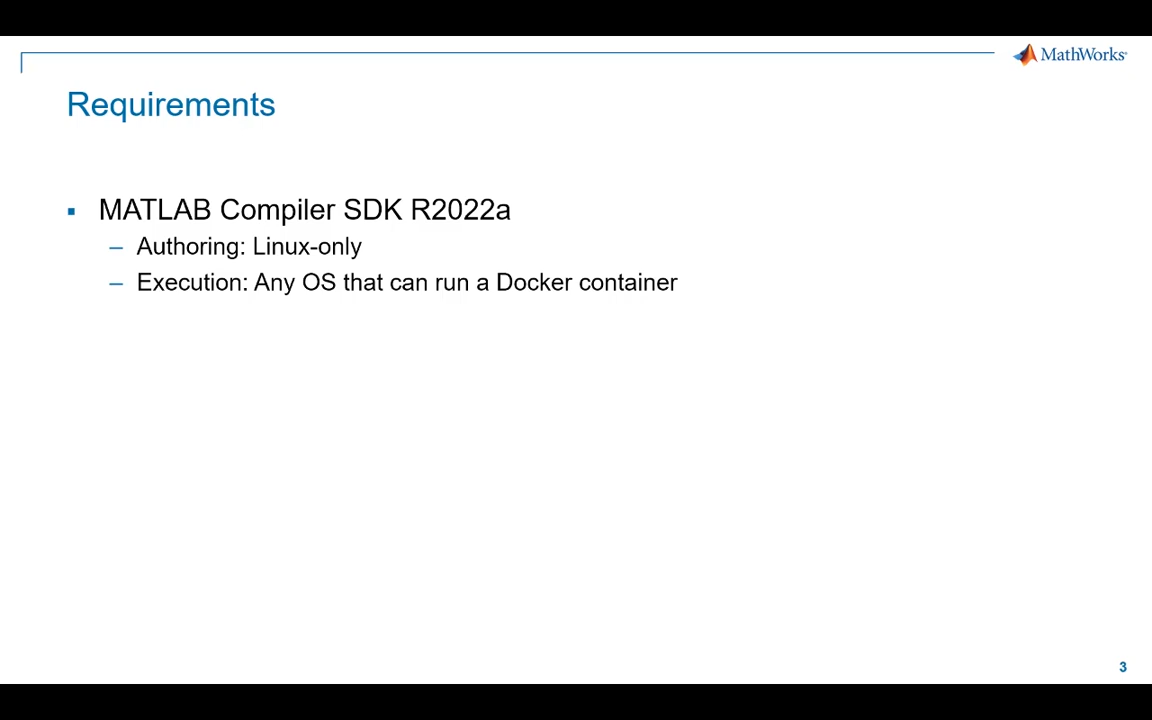 MathWorks
Requirements
▪ MATLAB Compiler SDK R2022a
– Authoring: Linux-only
– Execution: Any OS that can run a Docker container
3